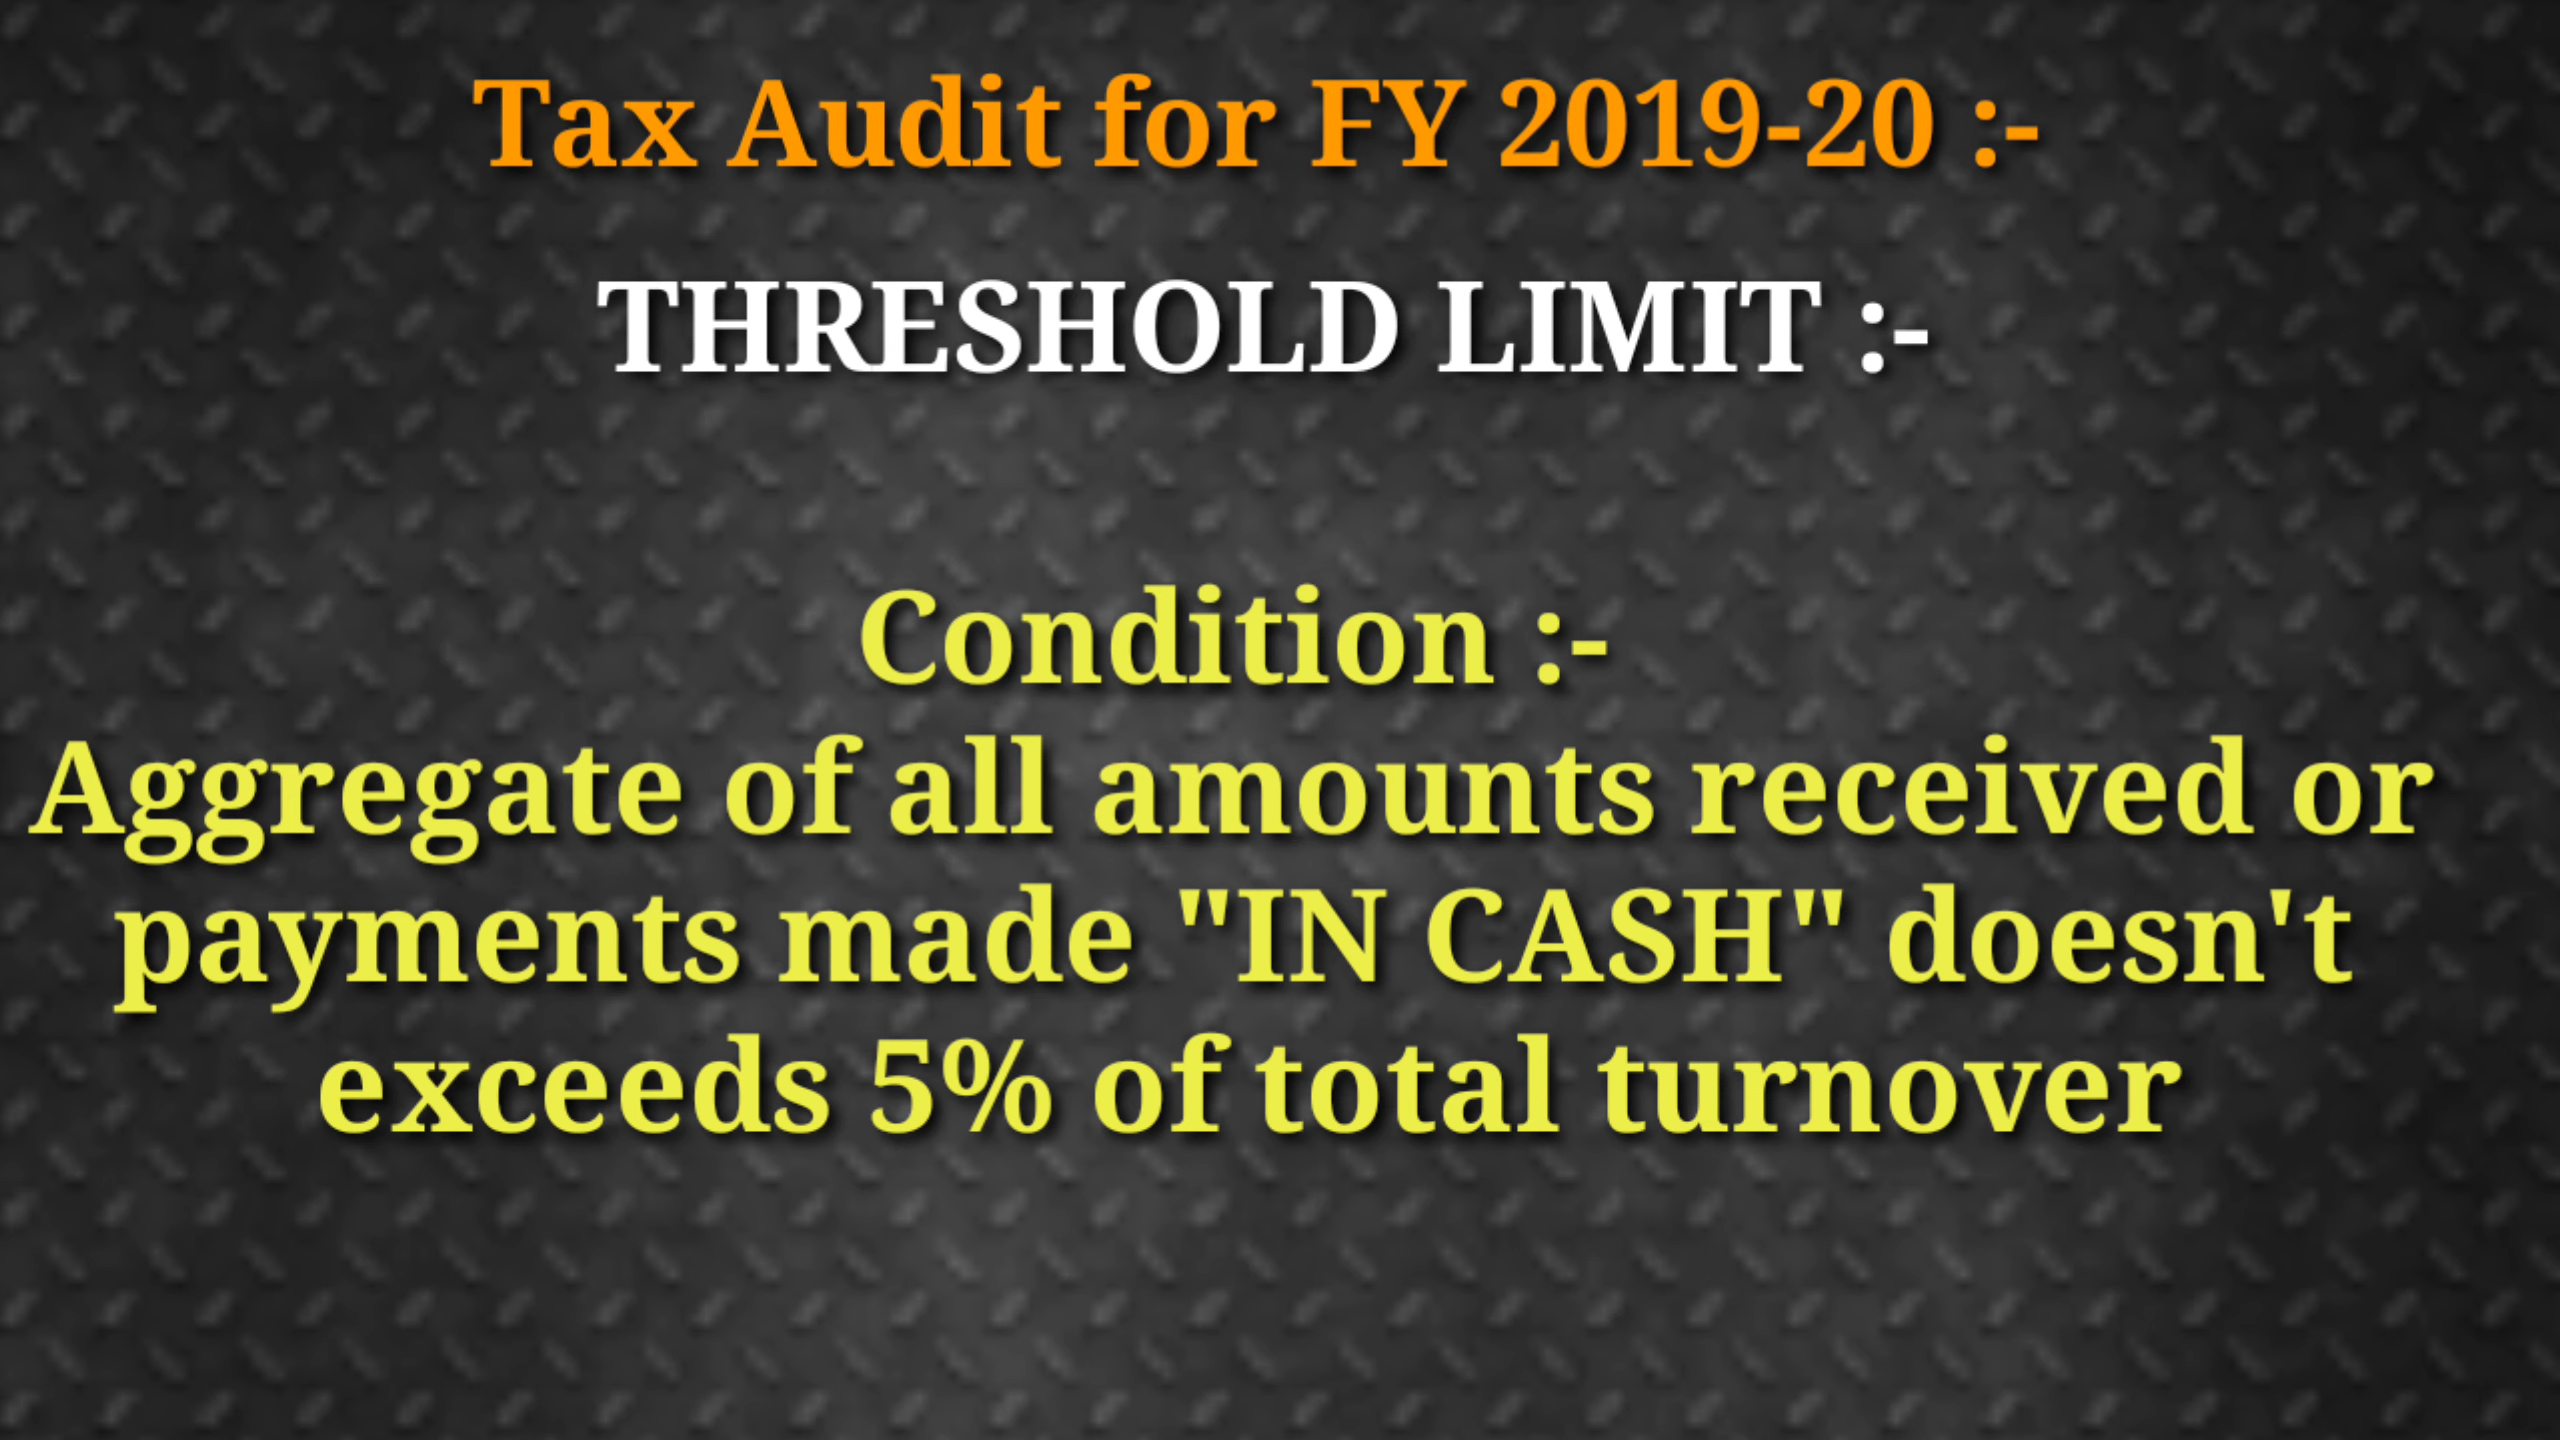 Tax Audit for FY 2019-20 :-
THRESHOLD LIMIT :-
Condition :-
Aggregate of all amounts received or
payments made "IN CASH" doesn't
exceeds 5% of total turnover